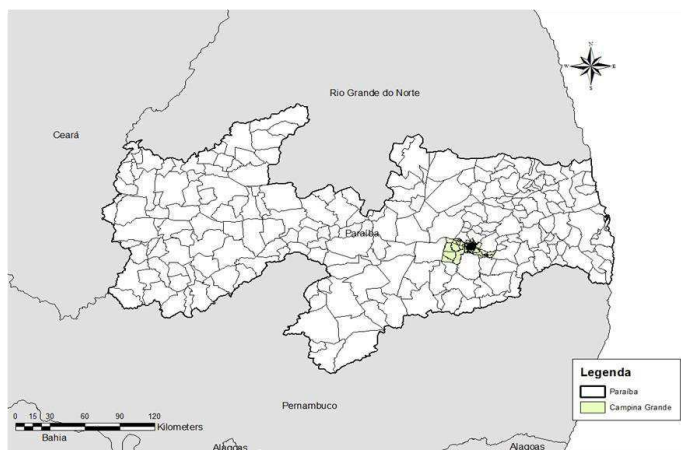 N
W E
S
Rio Grande do Norte
Ceará
Paraíba
Legenda
Paraíba
Campina Grande
Pernambuco
0 15 30 60 90 120
Kilometers
Bahia
Alagoas
Alagoas